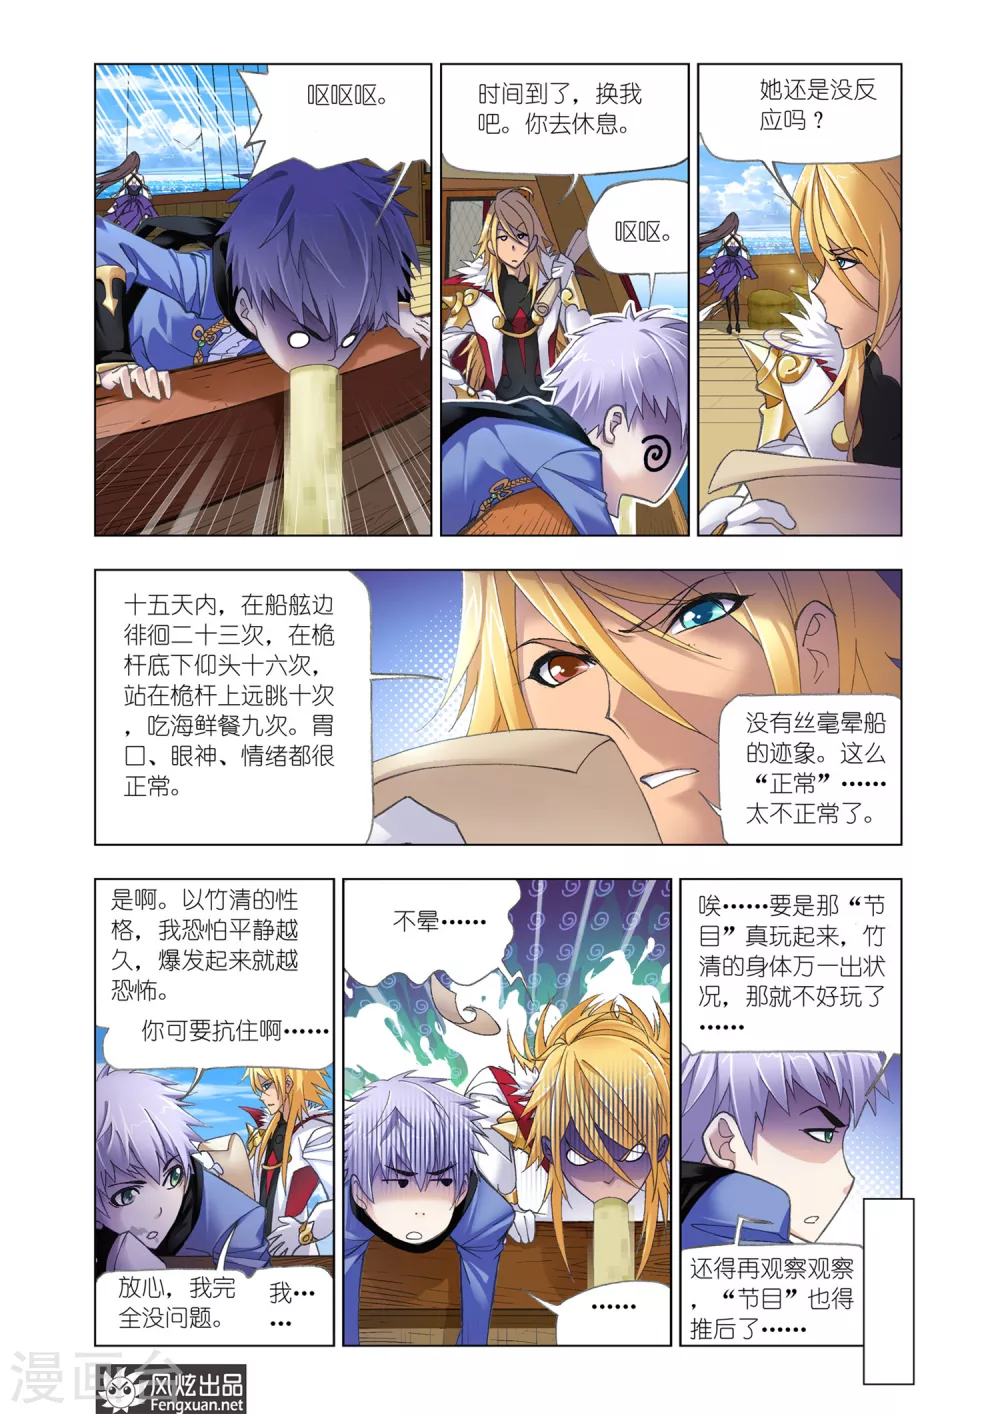 呕呕呕。
时间到了，换我
吧。你去休息。
呕呕。
她还是没反
应吗？
十五天内，在船舷边
徘徊二十三次，在桅
杆底下仰头十六次，
站在桅杆上远眺十次
，吃海鲜餐九次。胃
口、眼神、情绪都很
正常。
没有丝毫晕船
的迹象。这么
“正常”……
太不正常了。
是啊。以竹清的性
格，我恐怕平静越
久，爆发起来就越
恐怖。
你可要抗住啊……
放心，我完
全没问题。
我…
…
不晕……
……
唉……要是那“节
目”真玩起来，竹
清的身体万一出状
况，那就不好玩了
……
还得再观察观察
，“节目”也得
推后了……
漫画台
风炫出品
Fengxuan.net